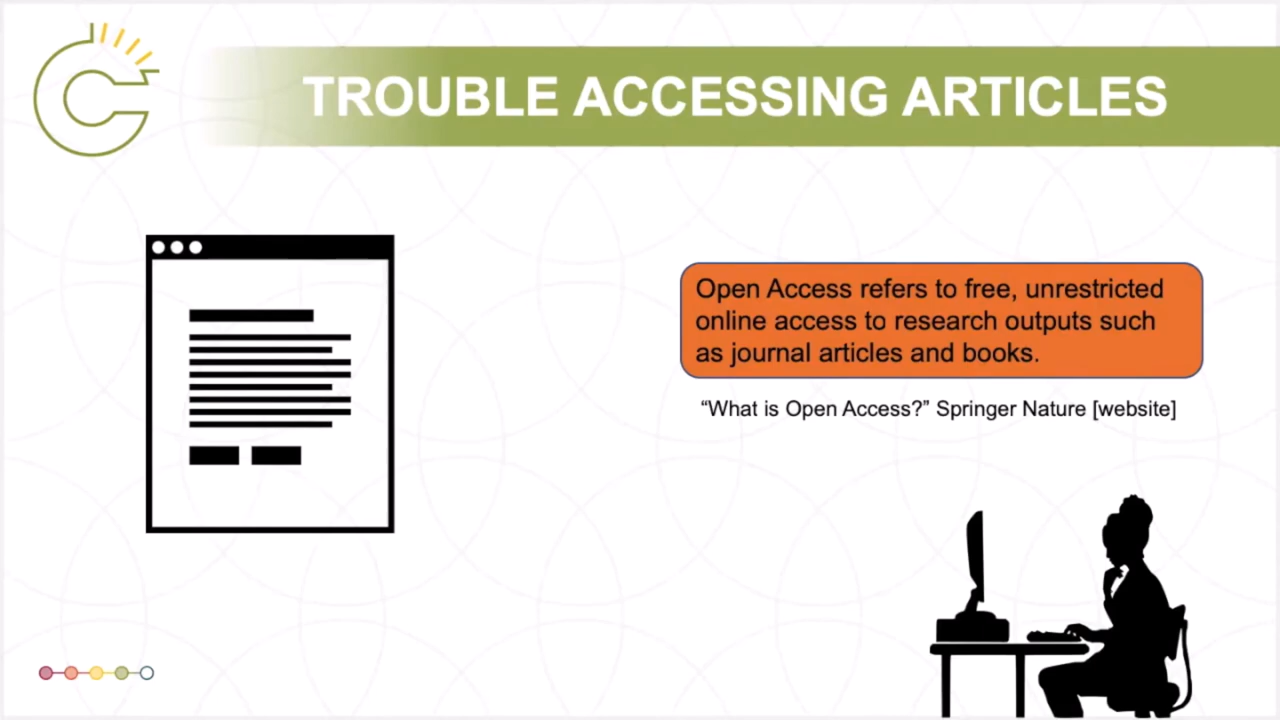 TROUBLE ACCESSING ARTICLES
Open Access refers to free, unrestricted
online access to research outputs such
as journal articles and books.
“What is Open Access?” Springer Nature [website]